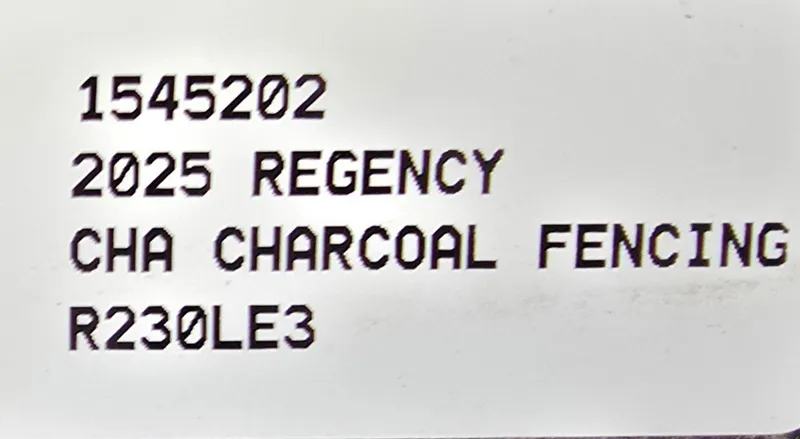 1545202
2025 REGENCY
CHA CHARCOAL FENCING
R230LE3